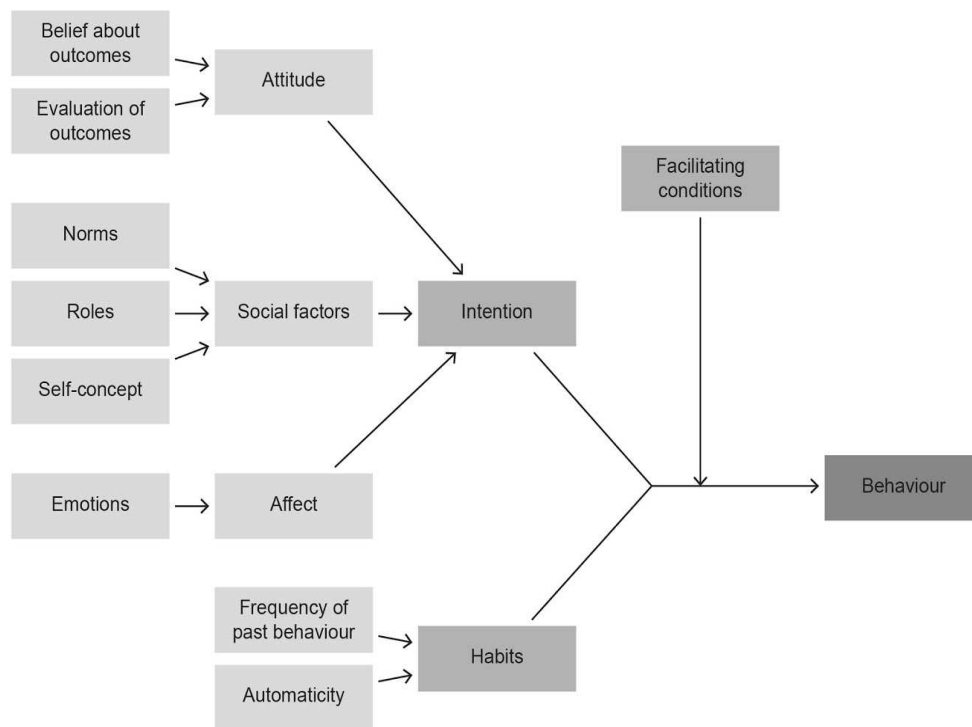 Belief about
outcomes
Attitude
Evaluation of
outcomes
Facilitating
conditions
Norms
Roles
Social factors
Intention
Self-concept
Emotions
Affect
Behaviour
Frequency of
past behaviour
Habits
Automaticity